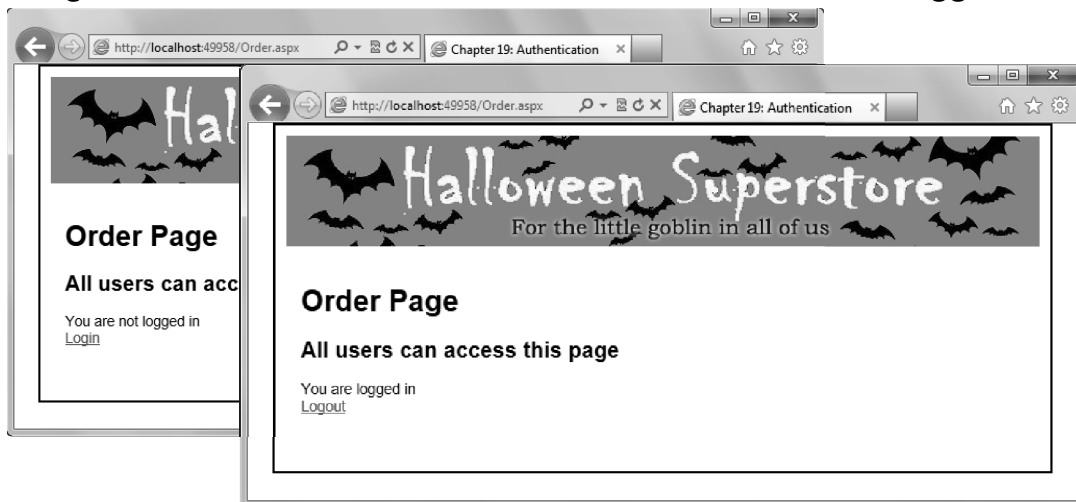 http://localhost:49958/Order.aspx
Chapter 19: Authentication
Hal
Order Page
All users can acc
You are not logged in
Login
http://localhost:49958/Order.aspx
Chapter 19: Authentication
Halloween Superstore
For the little goblin in all of us
Order Page
All users can access this page
You are logged in
Logout